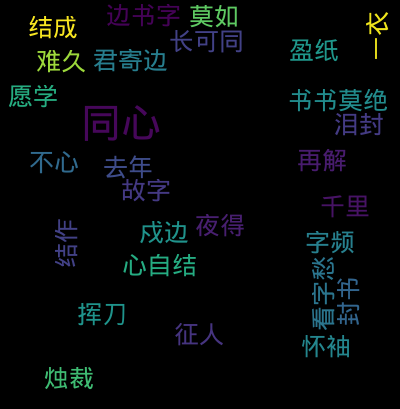 边书字
莫如
一衣
结成
长可同
盈纸
难久
君寄边
愿学
书书莫绝
同心
泪封
不心
去年
再解
故字
千里
夜得
戍边
结作
字频
心自结
看字愁
封书
挥刀
征人
怀袖
烛裁